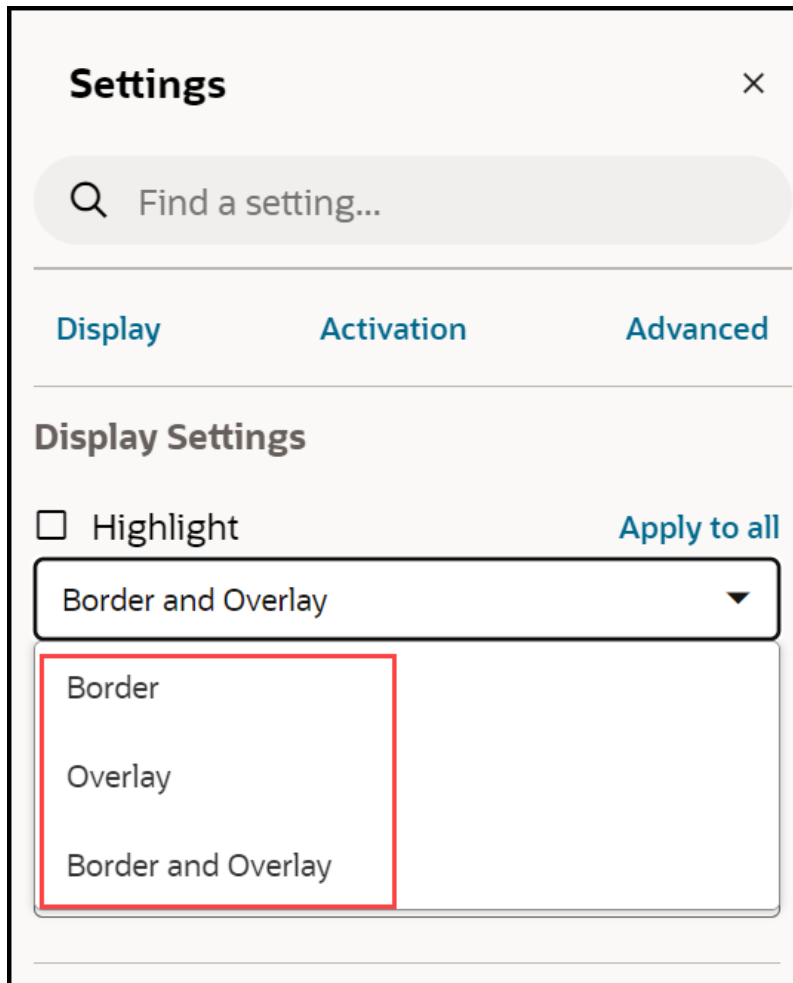 Settings
Find a setting...
Display Activation Advanced
Display Settings
Highlight Apply to all
Border and Overlay
Border
Overlay
Border and Overlay